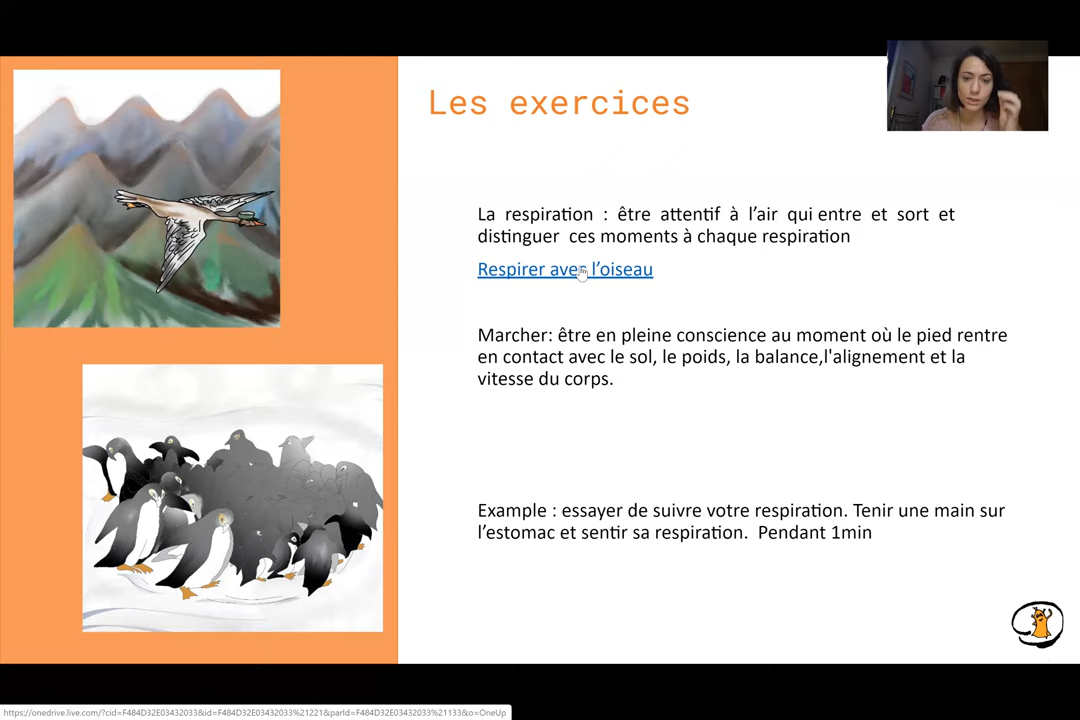 Les exercices
La respiration : être attentif à l’air qui entre et sort et
distinguer ces moments à chaque respiration
Respirer avec l’oiseau
Marcher: être en pleine conscience au moment où le pied rentre
en contact avec le sol, le poids, la balance,l'alignement et la
vitesse du corps.
Example : essayer de suivre votre respiration. Tenir une main sur
l’estomac et sentir sa respiration. Pendant 1min
https://onedrive.live.com/?cid=F484D32E03432033&id=F484D32E03432033%21221&parId=F484D32E03432033%21133&o=OneUp